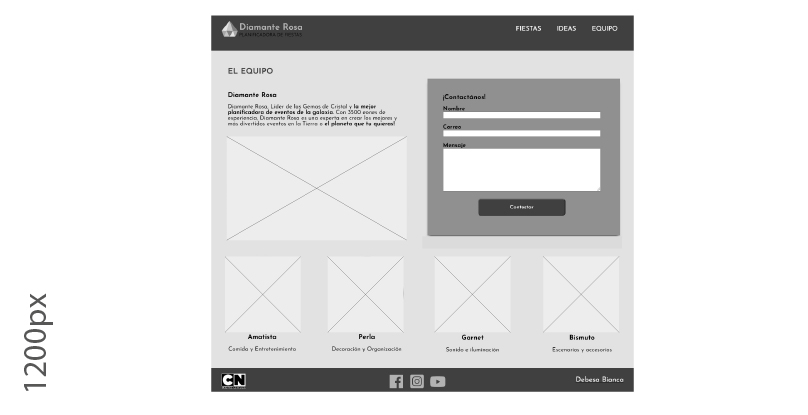 Diamante Rosa
PLANIFICADORA DE FIESTAS
FIESTAS IDEAS EQUIPO
EL EQUIPO
Diamante Rosa
Diamante Rosa, Lider de las Gemas de Cristal y la mejor
planificadora de eventos de la galaxia. Con 3500 eones de
experiencia, Diamante Rosa es una experta en crear los mejores y
más divertidos eventos en la Tierra o el planeta que tu quieras!
¡Contactános!
Nombre
Correo
Mensaje
Contactar
Amatista
Comida y Entretenimiento
Perla
Decoración y Organización
Garnet
Sonido e iluminación
Bismuto
Escenarios y accesorios
CN
Debesa Bianca
1200px